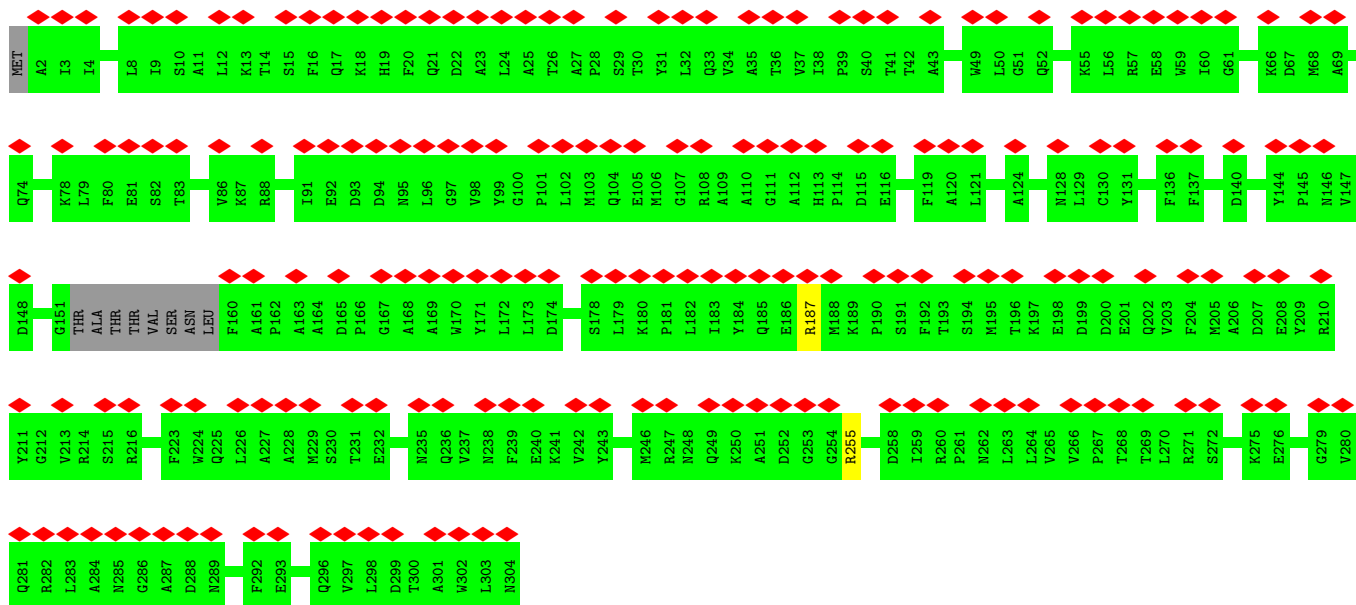 MET A2 I3 I4 L8 I9 S10 A11 L12 K13 T14 S15 F16 Q17 K18 H19 F20 Q21 D22 A23 L24 A25 T26 A27 P28 S29 T30 Y31 L32 Q33 V34 A35 T36 V37 I38 P39 S40 T41 T42 A43 W49 L50 G51 Q52 K55 L56 R57 E58 W59 I60 G61 K66 D67 M68 A69
Q74 K78 L79 F80 E81 S82 T83 V86 K87 R88 I91 E92 D93 D94 N95 L96 G97 V98 Y99 G100 P101 L102 M103 Q104 E105 M106 G107 R108 A109 A110 G111 A112 H113 P114 D115 E116 F119 A120 L121 A124 N128 L129 C130 Y131 F136 F137 D140 Y144 P145 N146 V147
D148 G151 THR ALA THR THR VAL SER ASN LEU F160 A161 P162 A163 A164 D165 P166 G167 A168 A169 W170 Y171 L172 L173 D174 S178 L179 K180 P181 L182 I183 Y184 Q185 E186 R187 M188 K189 P190 S191 F192 T193 S194 M195 T196 K197 E198 D199 D200 E201 Q202 V203 F204 M205 A206 D207 E208 Y209 R210
Y211 G212 V213 R214 S215 R216 F223 W224 Q225 L226 A227 A228 M229 S230 T231 E232 N235 Q236 V237 N238 F239 E240 K241 V242 Y243 M246 R247 N248 Q249 K250 A251 D252 G253 G254 R255 D258 I259 R260 P261 N262 L263 L264 V265 V266 P267 T268 T269 L270 R271 S272 K275 E276 G279 V280
Q281 R282 L283 A284 N285 G286 A287 D288 N289 F292 E293 Q296 V297 L298 D299 T300 A301 W302 L303 N304